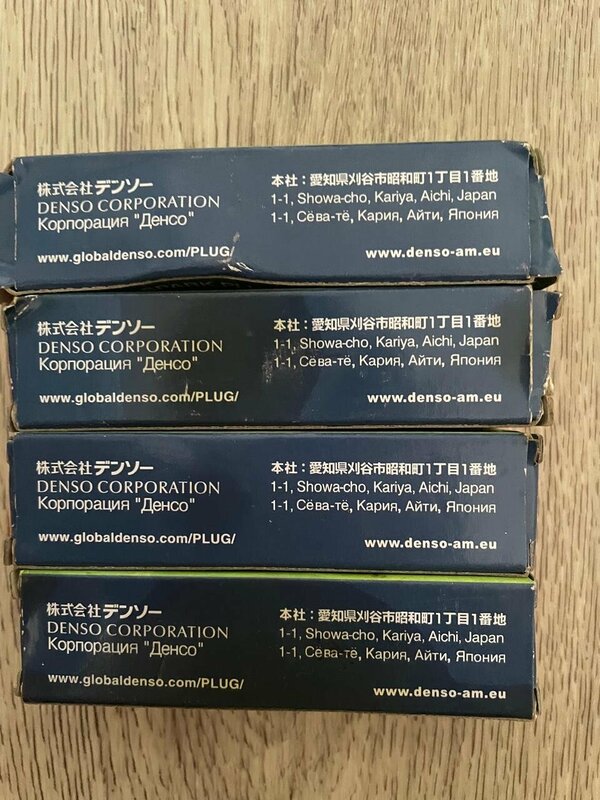 株式会社デンソー
DENSO CORPORATION
Корпорация "Денсо"
本社：愛知県刈谷市昭和町1丁目1番地
1-1, Showa-cho, Kariya, Aichi, Japan
1-1, Сёва-тё, Кария, Айти, Япония
www.globaldenso.com/PLUG/
www.denso-am.eu
株式会社デンソー
DENSO CORPORATION
Корпорация "Денсо"
本社：愛知県刈谷市昭和町1丁目1番地
1-1, Showa-cho, Kariya, Aichi, Japan
1-1, Сёва-тё, Кария, Айти, Япония
www.globaldenso.com/PLUG/
www.denso-am.eu
株式会社デンソー
DENSO CORPORATION
Корпорация "Денсо"
本社：愛知県刈谷市昭和町1丁目1番地
1-1, Showa-cho, Kariya, Aichi, Japan
1-1, Сёва-тё, Кария, Айти, Япония
www.globaldenso.com/PLUG/
www.denso-am.eu
株式会社デンソー
DENSO CORPORATION
Корпорация "Денсо"
本社：愛知県刈谷市昭和町1丁目1番地
1-1, Showa-cho, Kariya, Aichi, Japan
1-1, Сёва-тё, Кария, Айти, Япония
www.globaldenso.com/PLUG/
www.denso-am.eu